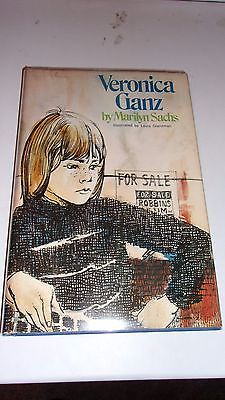 Veronica
Ganz
by Marilyn Sachs
Illustrated by Louis Glanzman
FOR SALE
FOR SALE
ROBBINS